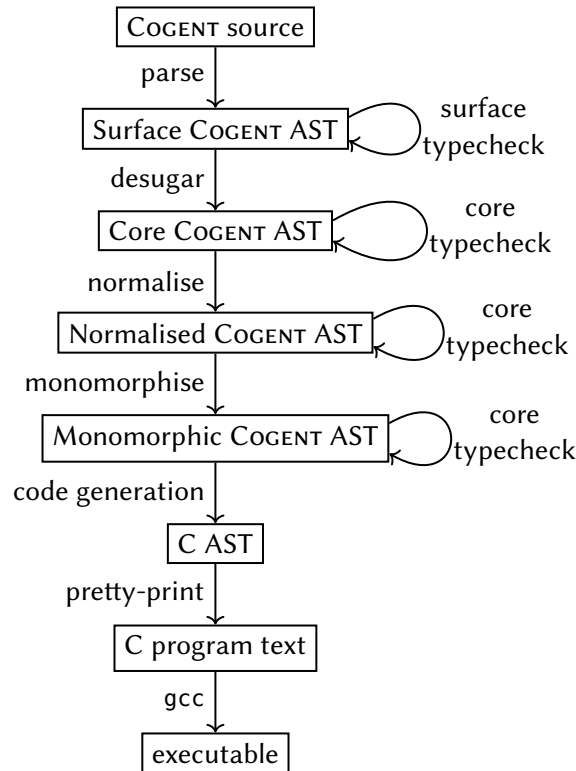 COGENT source
parse
Surface COGENT AST
surface
typecheck
desugar
Core COGENT AST
core
typecheck
normalise
Normalised COGENT AST
core
typecheck
monomorphise
Monomorphic COGENT AST
core
typecheck
code generation
C AST
pretty-print
C program text
gcc
executable